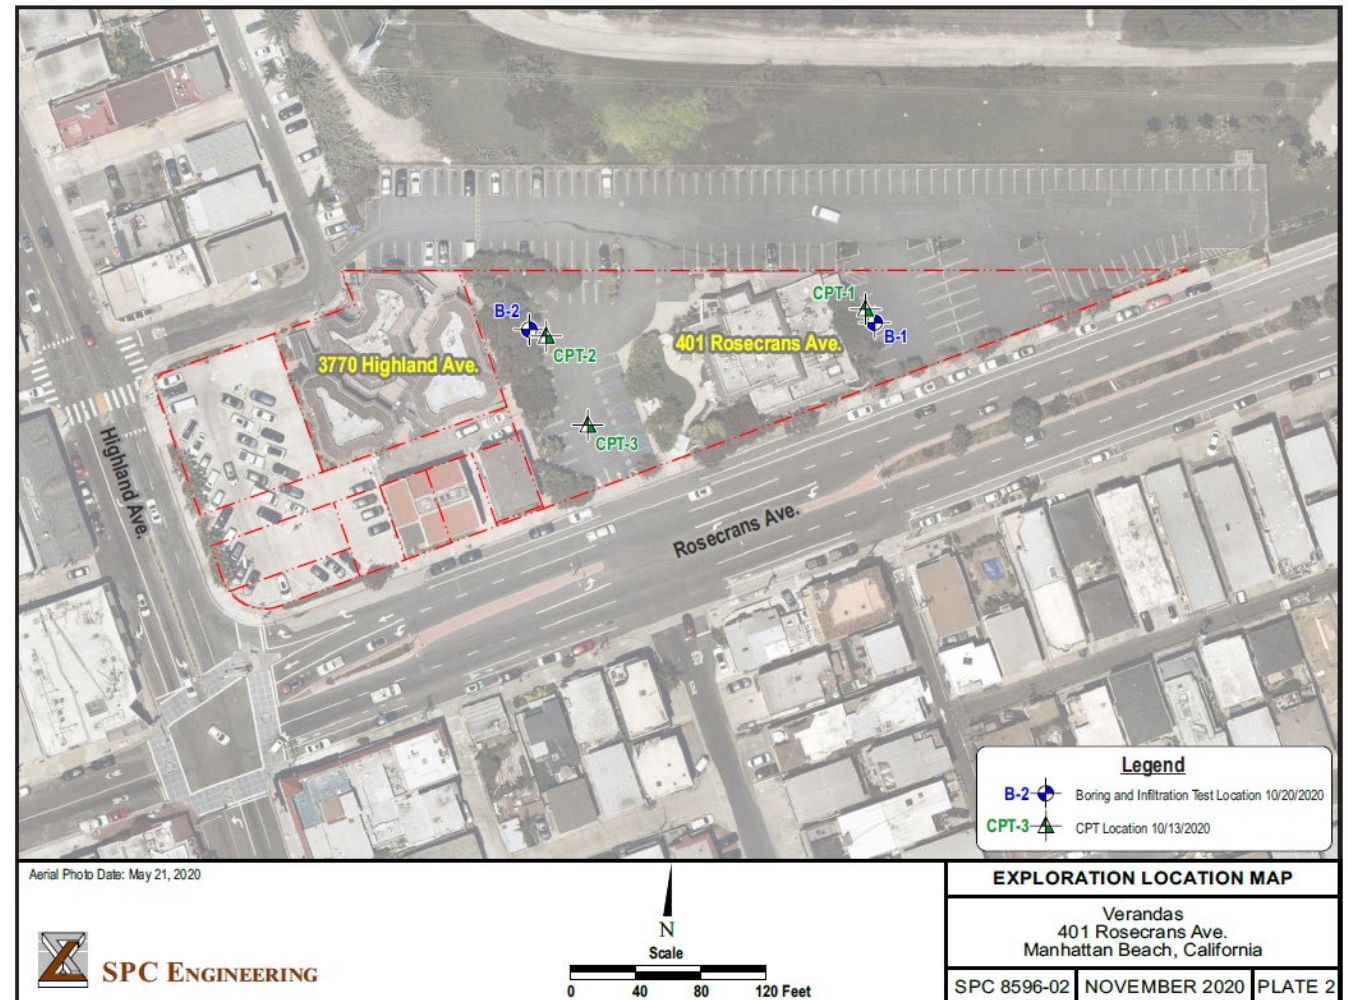 CPT-1
B-2
B-1
401 Rosecrans Ave.
CPT-2
3770 Highland Ave.
CPT-3
Highland Ave.
Rosecrans Ave.
Legend
B-2 Boring and Infiltration Test Location 10/20/2020
CPT-3 CPT Location 10/13/2020
Aerial Photo Date: May 21, 2020
N
Scale
0 40 80 120 Feet
SPC ENGINEERING
EXPLORATION LOCATION MAP
Verandas
401 Rosecrans Ave.
Manhattan Beach, California
SPC 8596-02 NOVEMBER 2020 PLATE 2